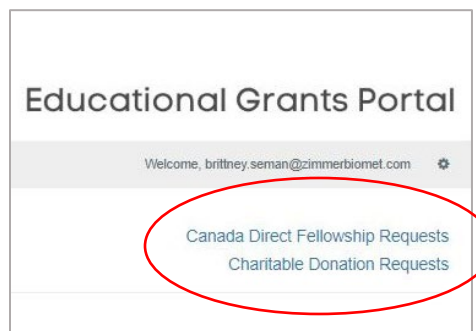 Educational Grants Portal
Welcome, brittney.seman@zimmerbiomet.com
Canada Direct Fellowship Requests
Charitable Donation Requests